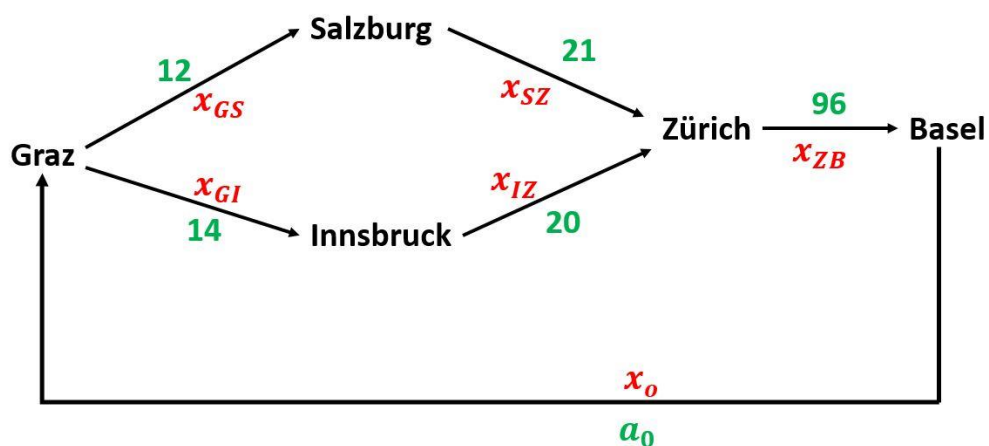 Salzburg
12
x_GS
21
x_SZ
Graz
Zürich
96
x_ZB
Basel
x_GI
14
x_IZ
20
Innsbruck
x_o
a_0